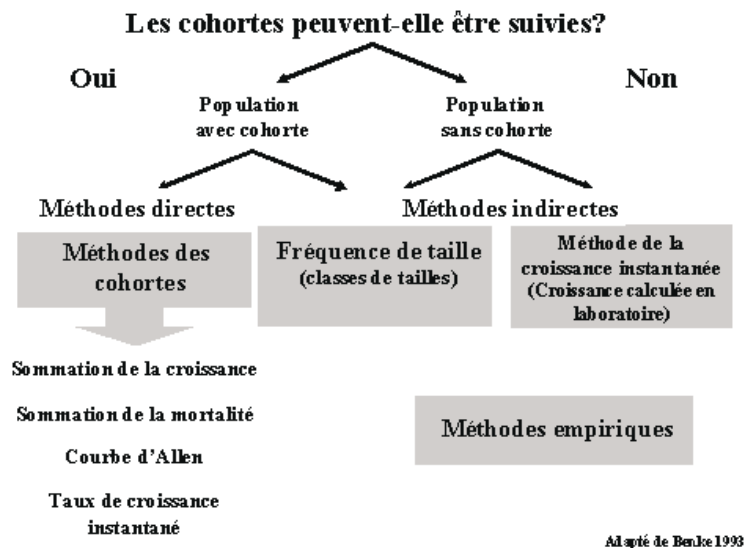 Les cohortes peuvent-elle être suivies?
Oui
Non
Population
avec cohorte
Population
sans cohorte
Méthodes directes
Méthodes indirectes
Méthodes des
cohortes
Fréquence de taille
(classes de tailles)
Méthode de la
croissance instantanée
(Croissance calculée en
laboratoire)
Sommation de la croissance
Sommation de la mortalité
Courbe d'Allen
Taux de croissance
instantané
Méthodes empiriques
Adapté de Benke 1993